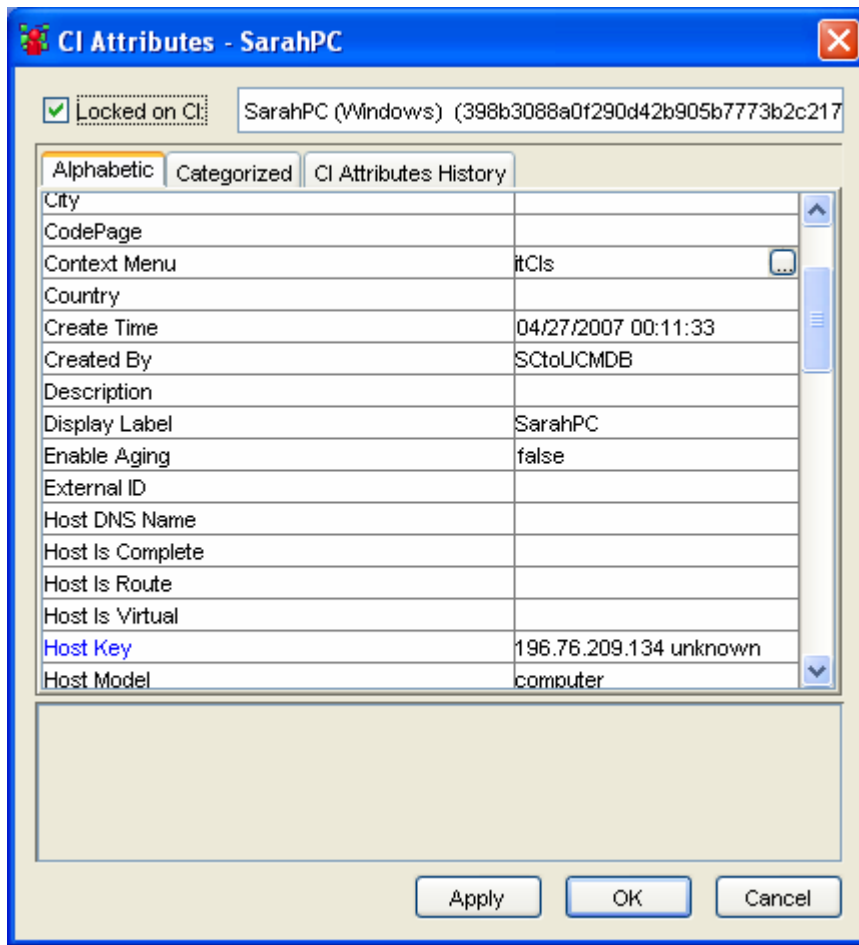 CI Attributes - SarahPC
Locked on CI: SarahPC (Windows) (398b3088a0f290d42b905b7773b2c217
Alphabetic Categorized CI Attributes History
City
CodePage
Context Menu itCIs ...
Country
Create Time 04/27/2007 00:11:33
Created By SCtoUCMDB
Description
Display Label SarahPC
Enable Aging false
External ID
Host DNS Name
Host Is Complete
Host Is Route
Host Is Virtual
Host Key 196.76.209.134 unknown
Host Model computer
Apply OK Cancel